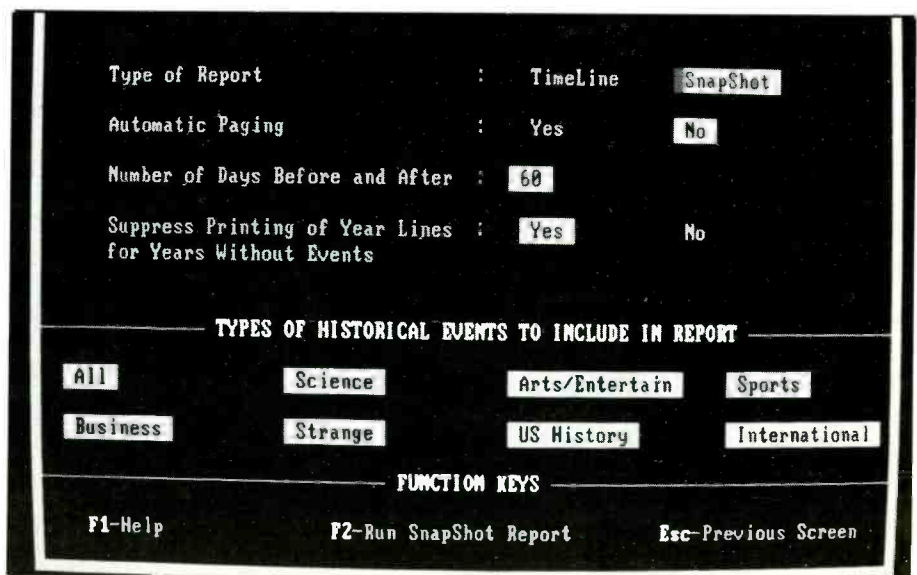 Type of Report : TimeLine SnapShot
Automatic Paging : Yes No
Number of Days Before and After : 60
Suppress Printing of Year Lines : Yes No
for Years Without Events
TYPES OF HISTORICAL EVENTS TO INCLUDE IN REPORT
All Science Arts/Entertain Sports
Business Strange US History International
FUNCTION KEYS
F1-Help F2-Run SnapShot Report Esc-Previous Screen